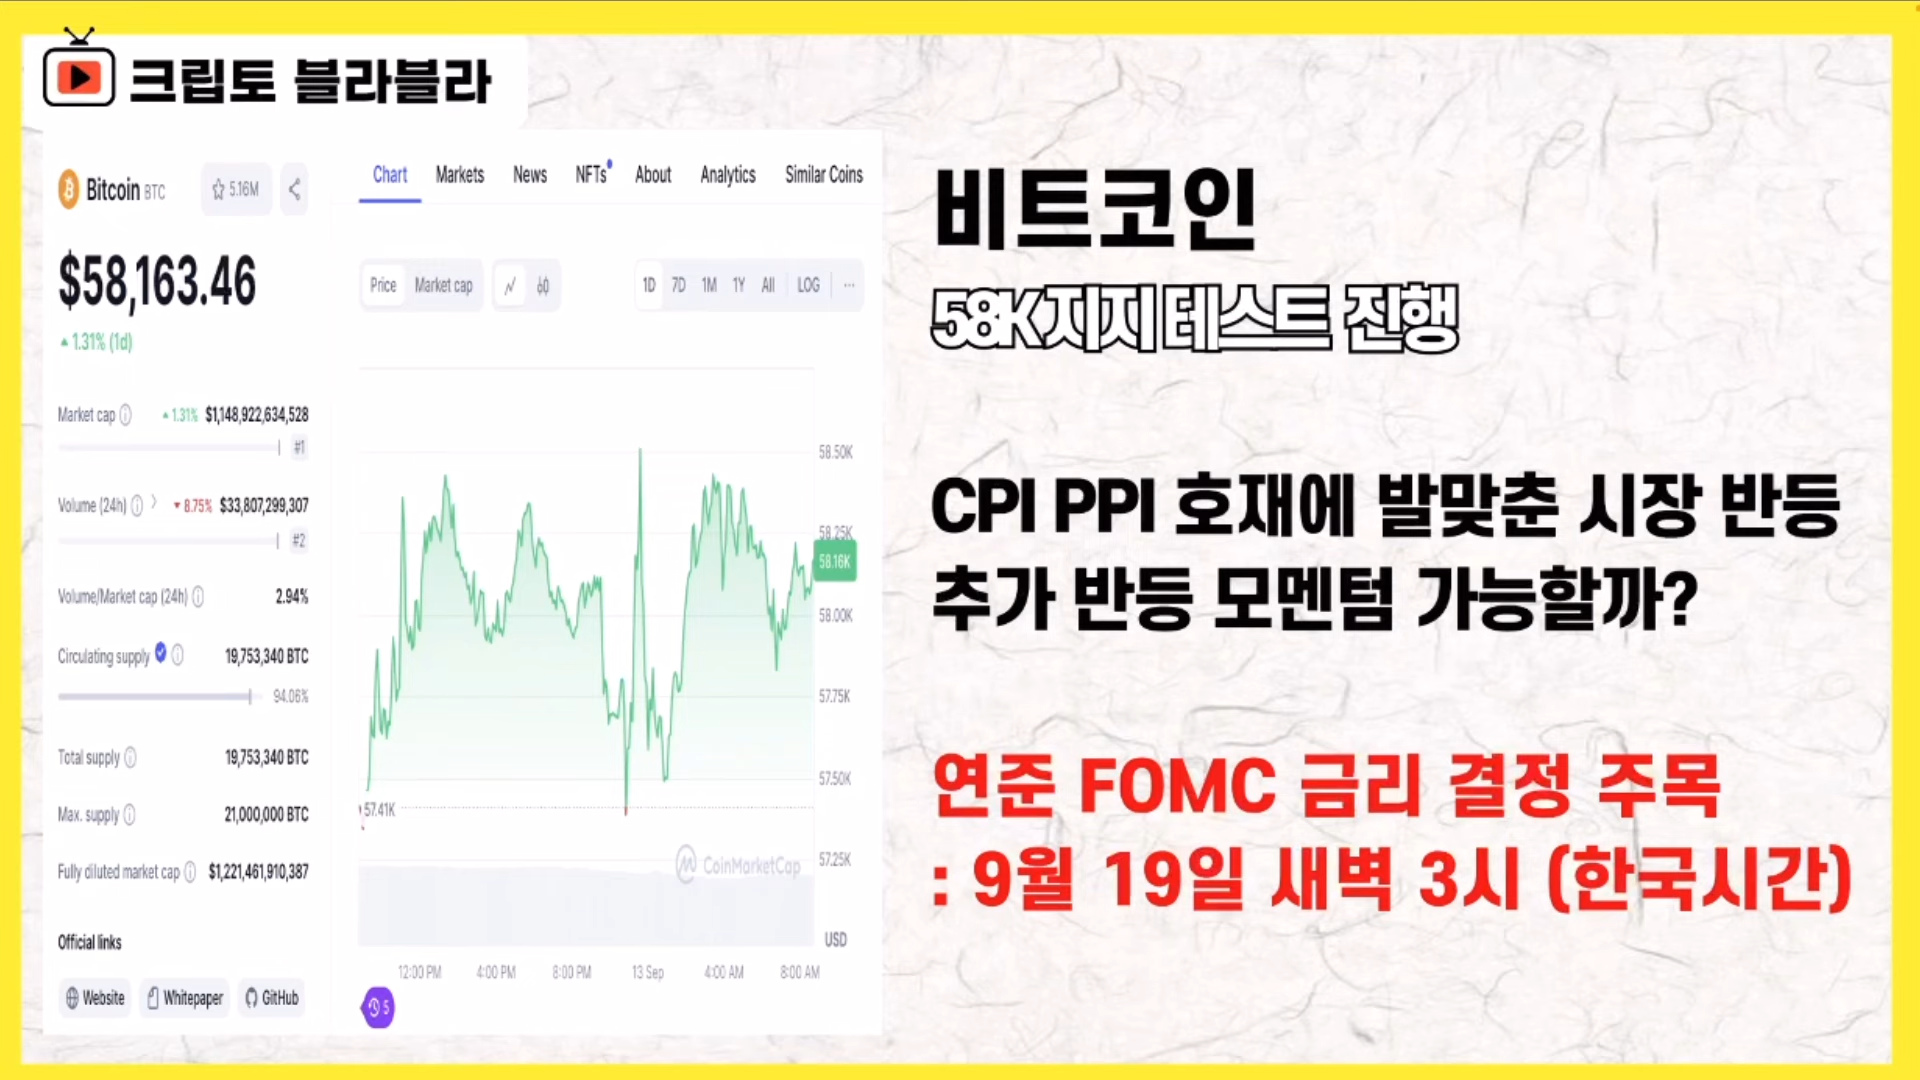 크립토 블라블라
Bitcoin BTC
5.16M
$58,163.46
1.31% (1d)
Market cap 1.31% $1,148,922,634,528
#1
Volume (24h) 8.75% $33,807,299,307
#2
Volume/Market cap (24h) 2.94%
Circulating supply 19,753,340 BTC
94.06%
Total supply 19,753,340 BTC
Max. supply 21,000,000 BTC
Fully diluted market cap $1,221,461,910,387
Official links
Website Whitepaper GitHub
Chart Markets News NFTs About Analytics Similar Coins
Price Market cap 1D 7D 1M 1Y All LOG ...
58.50K
58.25K
58.16K
58.00K
57.75K
57.50K
57.41K
57.25K
CoinMarketCap
USD
12:00 PM 4:00 PM 8:00 PM 13 Sep 4:00 AM 8:00 AM
5
비트코인
58K 지지 테스트 진행
CPI PPI 호재에 발맞춘 시장 반등
추가 반등 모멘텀 가능할까?
연준 FOMC 금리 결정 주목
: 9월 19일 새벽 3시 (한국시간)